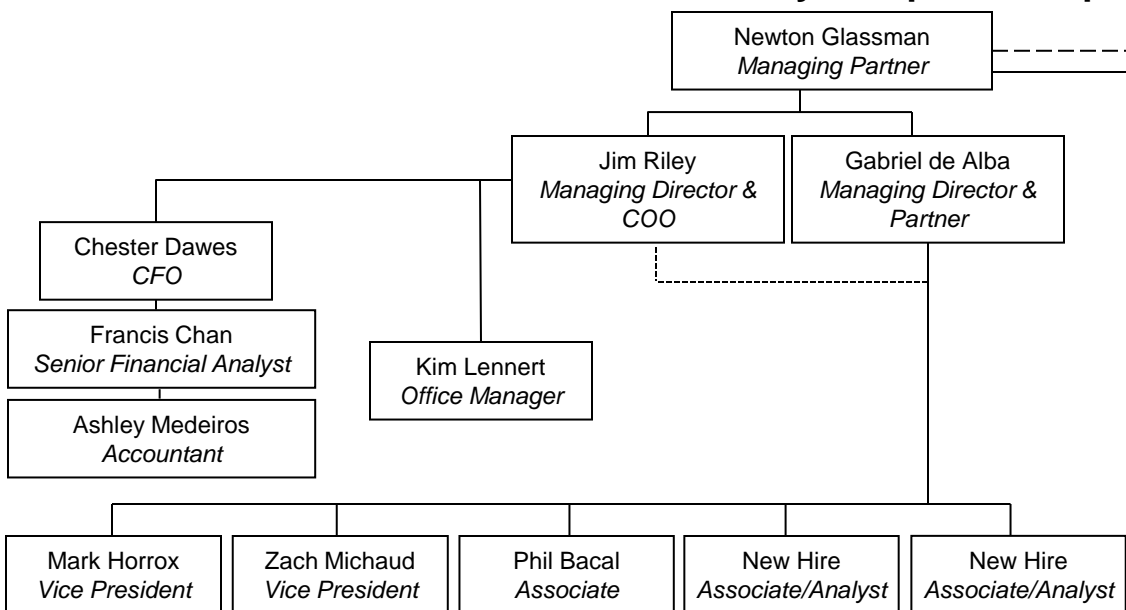 Newton Glassman
Managing Partner
Jim Riley
Managing Director &
COO
Gabriel de Alba
Managing Director &
Partner
Chester Dawes
CFO
Francis Chan
Senior Financial Analyst
Kim Lennert
Office Manager
Ashley Medeiros
Accountant
Mark Horrox
Vice President
Zach Michaud
Vice President
Phil Bacal
Associate
New Hire
Associate/Analyst
New Hire
Associate/Analyst